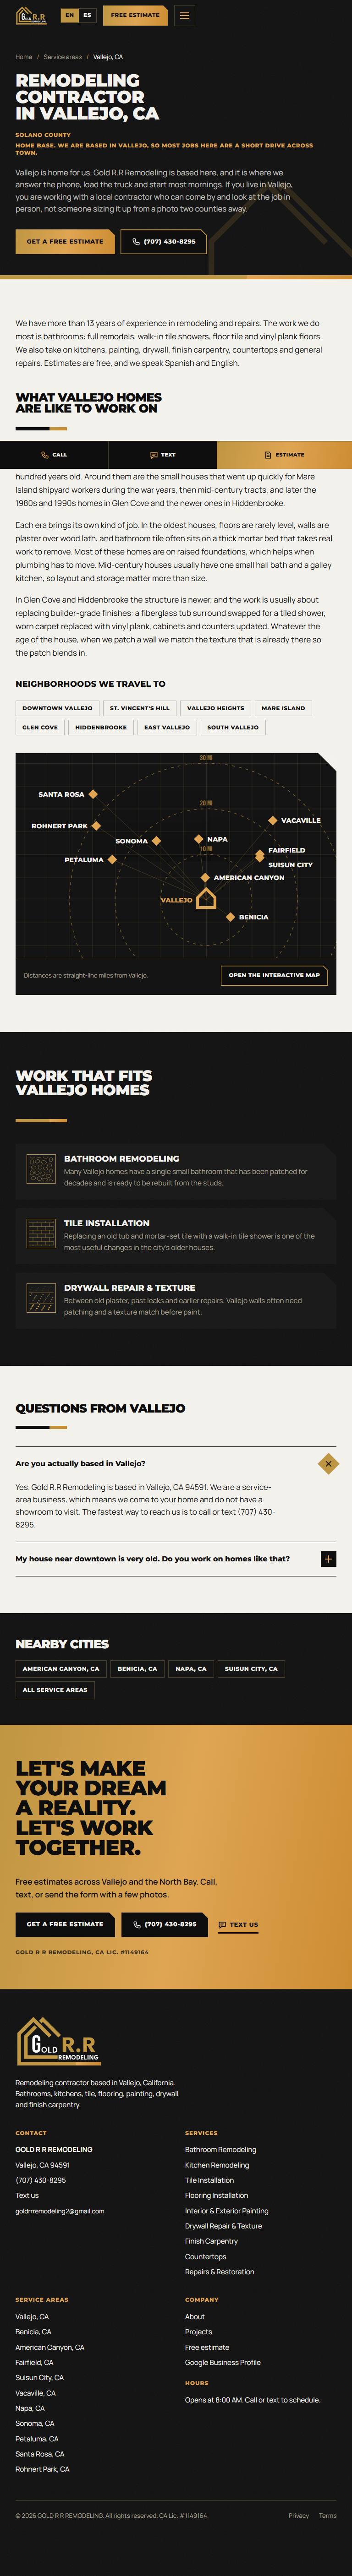 GOLD R.R
REMODELING
EN ES
FREE ESTIMATE
Home / Service areas / Vallejo, CA
REMODELING
CONTRACTOR
IN VALLEJO, CA
SOLANO COUNTY
HOME BASE. WE ARE BASED IN VALLEJO, SO MOST JOBS HERE ARE A SHORT DRIVE ACROSS
TOWN.
Vallejo is home for us. Gold R.R Remodeling is based here, and it is where we
answer the phone, load the truck and start most mornings. If you live in Vallejo,
you are working with a local contractor who can come by and look at the job in
person, not someone sizing it up from a photo two counties away.
GET A FREE ESTIMATE
(707) 430-8295
We have more than 13 years of experience in remodeling and repairs. The work we do
most is bathrooms: full remodels, walk-in tile showers, floor tile and vinyl plank floors.
We also take on kitchens, painting, drywall, finish carpentry, countertops and general
repairs. Estimates are free, and we speak Spanish and English.
WHAT VALLEJO HOMES
ARE LIKE TO WORK ON
CALL
TEXT
ESTIMATE
hundred years old. Around them are the small houses that went up quickly for Mare
Island shipyard workers during the war years, then mid-century tracts, and later the
1980s and 1990s homes in Glen Cove and the newer ones in Hiddenbrooke.
Each era brings its own kind of job. In the oldest houses, floors are rarely level, walls are
plaster over wood lath, and bathroom tile often sits on a thick mortar bed that takes real
work to remove. Most of these homes are on raised foundations, which helps when
plumbing has to move. Mid-century houses usually have one small hall bath and a galley
kitchen, so layout and storage matter more than size.
In Glen Cove and Hiddenbrooke the structure is newer, and the work is usually about
replacing builder-grade finishes: a fiberglass tub surround swapped for a tiled shower,
worn carpet replaced with vinyl plank, cabinets and counters updated. Whatever the
age of the house, when we patch a wall we match the texture that is already there so
the patch blends in.
NEIGHBORHOODS WE TRAVEL TO
DOWNTOWN VALLEJO
ST. VINCENT'S HILL
VALLEJO HEIGHTS
MARE ISLAND
GLEN COVE
HIDDENBROOKE
EAST VALLEJO
SOUTH VALLEJO
30 MI
SANTA ROSA
20 MI
VACAVILLE
ROHNERT PARK
NAPA
SONOMA
10 MI
FAIRFIELD
PETALUMA
SUISUN CITY
AMERICAN CANYON
VALLEJO
BENICIA
Distances are straight-line miles from Vallejo.
OPEN THE INTERACTIVE MAP
WORK THAT FITS
VALLEJO HOMES
BATHROOM REMODELING
Many Vallejo homes have a single small bathroom that has been patched for
decades and is ready to be rebuilt from the studs.
TILE INSTALLATION
Replacing an old tub and mortar-set tile with a walk-in tile shower is one of the
most useful changes in the city's older houses.
DRYWALL REPAIR & TEXTURE
Between old plaster, past leaks and earlier repairs, Vallejo walls often need
patching and a texture match before paint.
QUESTIONS FROM VALLEJO
Are you actually based in Vallejo?
Yes. Gold R.R Remodeling is based in Vallejo, CA 94591. We are a service-
area business, which means we come to your home and do not have a
showroom to visit. The fastest way to reach us is to call or text (707) 430-
8295.
My house near downtown is very old. Do you work on homes like that?
NEARBY CITIES
AMERICAN CANYON, CA
BENICIA, CA
NAPA, CA
SUISUN CITY, CA
ALL SERVICE AREAS
LET'S MAKE
YOUR DREAM
A REALITY.
LET'S WORK
TOGETHER.
Free estimates across Vallejo and the North Bay. Call,
text, or send the form with a few photos.
GET A FREE ESTIMATE
(707) 430-8295
TEXT US
GOLD R R REMODELING, CA LIC. #1149164
GOLD R.R
REMODELING
Remodeling contractor based in Vallejo, California.
Bathrooms, kitchens, tile, flooring, painting, drywall
and finish carpentry.
CONTACT
GOLD R R REMODELING
Vallejo, CA 94591
(707) 430-8295
Text us
goldrrremodeling2@gmail.com
SERVICES
Bathroom Remodeling
Kitchen Remodeling
Tile Installation
Flooring Installation
Interior & Exterior Painting
Drywall Repair & Texture
Finish Carpentry
Countertops
Repairs & Restoration
SERVICE AREAS
Vallejo, CA
Benicia, CA
American Canyon, CA
Fairfield, CA
Suisun City, CA
Vacaville, CA
Napa, CA
Sonoma, CA
Petaluma, CA
Santa Rosa, CA
Rohnert Park, CA
COMPANY
About
Projects
Free estimate
Google Business Profile
HOURS
Opens at 8:00 AM. Call or text to schedule.
© 2026 GOLD R R REMODELING. All rights reserved. CA Lic. #1149164
Privacy Terms